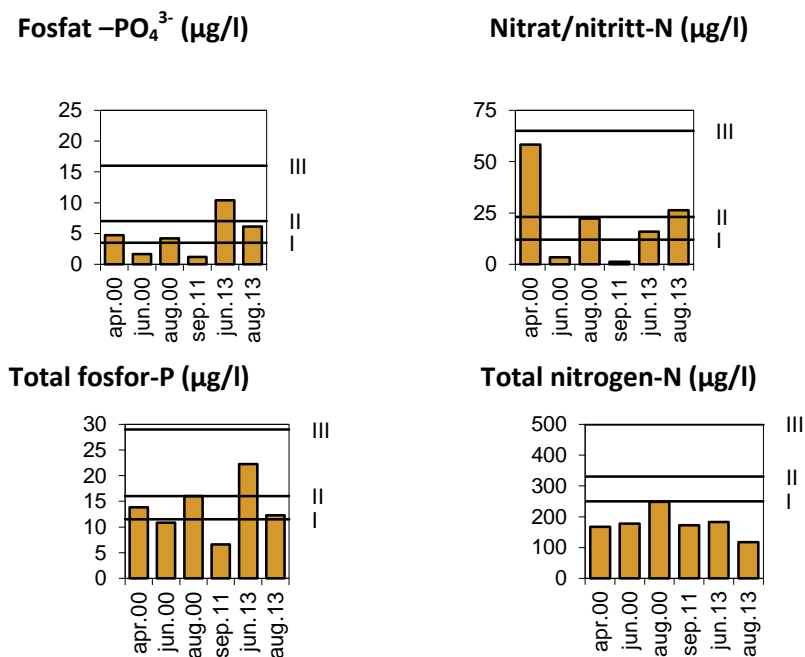 Fosfat –PO₄³⁻ (µg/l)
25
20
15
10
5
0
III
II
I
apr.00
jun.00
aug.00
sep.11
jun.13
aug.13
Nitrat/nitritt-N (µg/l)
75
50
25
0
III
II
I
apr.00
jun.00
aug.00
sep.11
jun.13
aug.13
Total fosfor-P (µg/l)
30
25
20
15
10
5
0
III
II
I
apr.00
jun.00
aug.00
sep.11
jun.13
aug.13
Total nitrogen-N (µg/l)
500
400
300
200
100
0
III
II
I
apr.00
jun.00
aug.00
sep.11
jun.13
aug.13